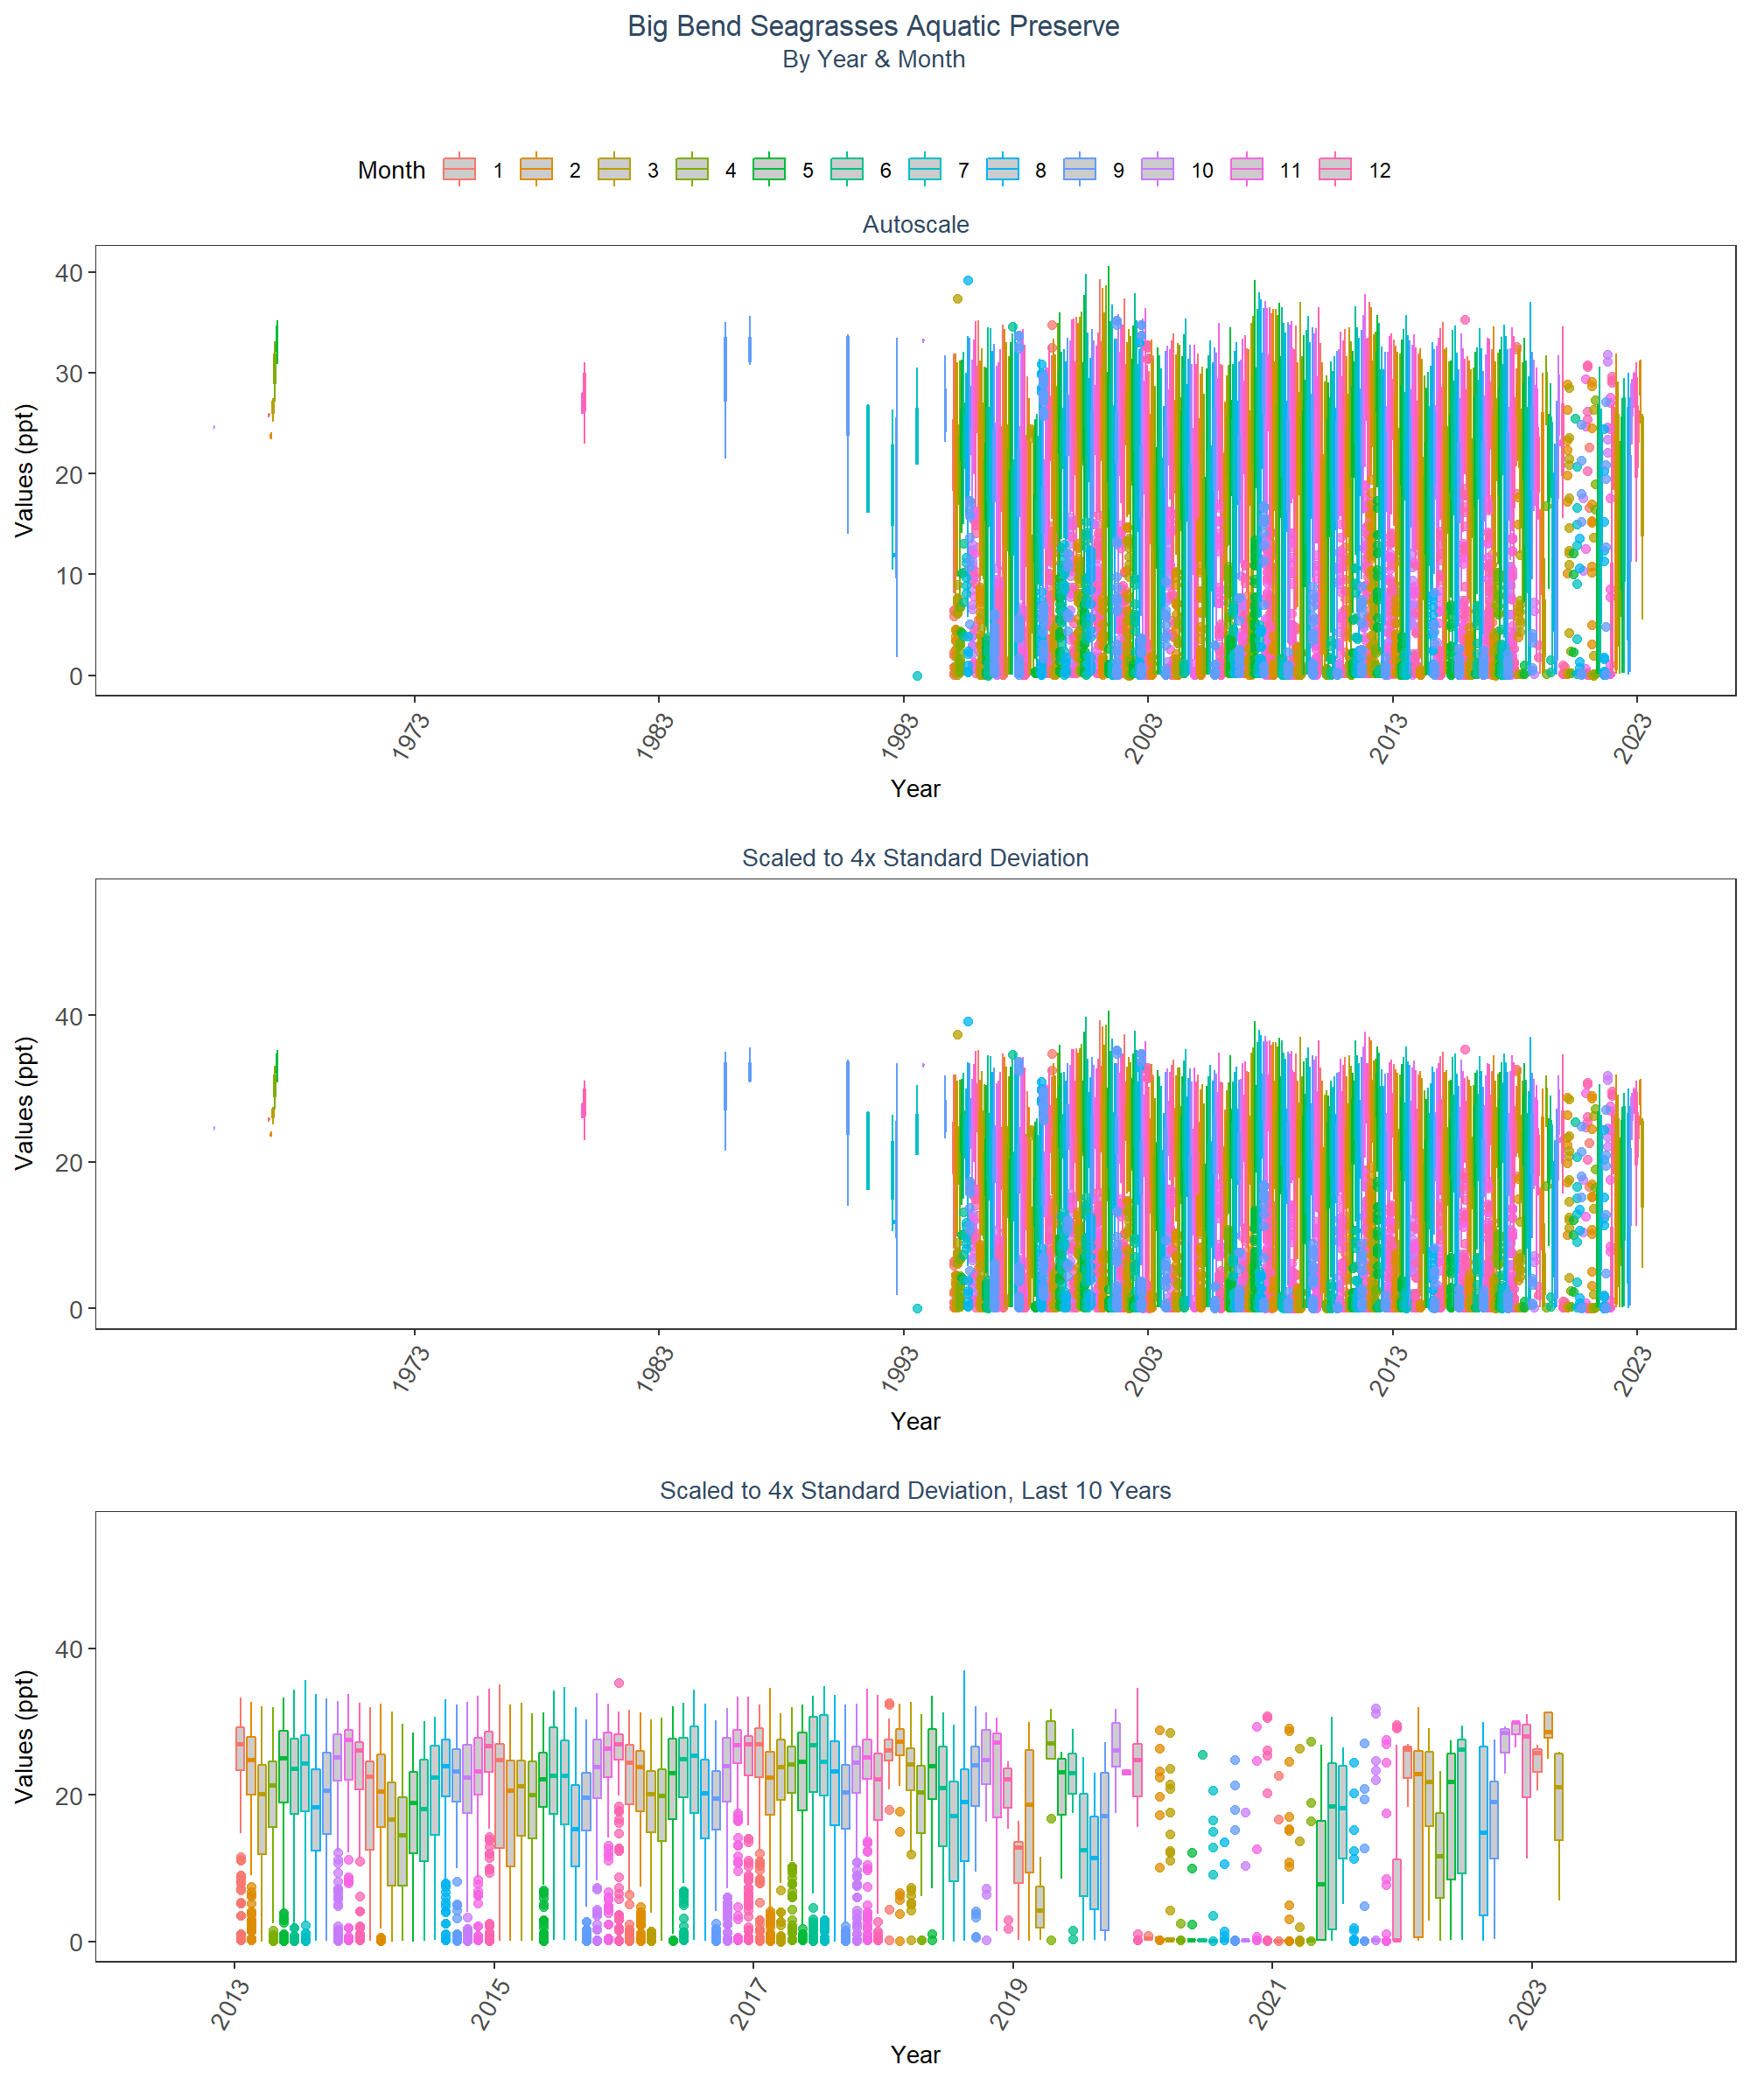 Big Bend Seagrasses Aquatic Preserve
By Year & Month
Month 1 2 3 4 5 6 7 8 9 10 11 12
Autoscale
Values (ppt)
40
30
20
10
0
1973 1983 1993 2003 2013 2023
Year
Scaled to 4x Standard Deviation
Values (ppt)
40
20
0
1973 1983 1993 2003 2013 2023
Year
Scaled to 4x Standard Deviation, Last 10 Years
Values (ppt)
40
20
0
2013 2015 2017 2019 2021 2023
Year